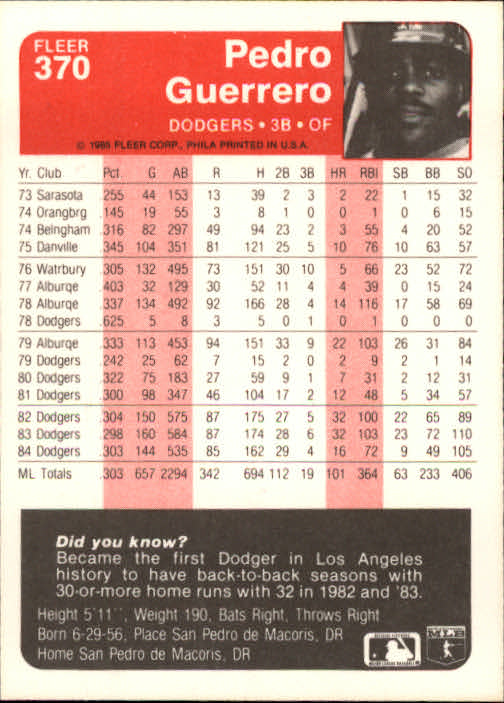 FLEER
370
Pedro
Guerrero
DODGERS • 3B • OF
© 1985 FLEER CORP., PHILA PRINTED IN U.S.A.
Yr. Club Pct. G AB R H 2B 3B HR RBI SB BB SO
73 Sarasota .255 44 153 13 39 2 3 2 22 1 15 32
74 Orangbrg .145 19 55 3 8 1 0 0 1 0 6 15
74 Belngham .316 82 297 49 94 23 2 3 55 4 20 52
75 Danville .345 104 351 81 121 25 5 10 76 10 63 57
76 Watrbury .305 132 495 73 151 30 10 5 66 23 52 72
77 Alburqe .403 32 129 30 52 11 4 4 39 0 15 24
78 Alburqe .337 134 492 92 166 28 4 14 116 17 58 69
78 Dodgers .625 5 8 3 5 0 1 0 1 0 0 0
79 Alburqe .333 113 453 94 151 33 9 22 103 26 31 84
79 Dodgers .242 25 62 7 15 2 0 2 9 2 1 14
80 Dodgers .322 75 183 27 59 9 1 7 31 2 12 31
81 Dodgers .300 98 347 46 104 17 2 12 48 5 34 57
82 Dodgers .304 150 575 87 175 27 5 32 100 22 65 89
83 Dodgers .298 160 584 87 174 28 6 32 103 23 72 110
84 Dodgers .303 144 535 85 162 29 4 16 72 9 49 105
ML Totals .303 657 2294 342 694 112 19 101 364 63 233 406
Did you know?
Became the first Dodger in Los Angeles
history to have back-to-back seasons with
30-or-more home runs with 32 in 1982 and '83.
Height 5'11'', Weight 190, Bats Right, Throws Right
Born 6-29-56, Place San Pedro de Macoris, DR
Home San Pedro de Macoris, DR